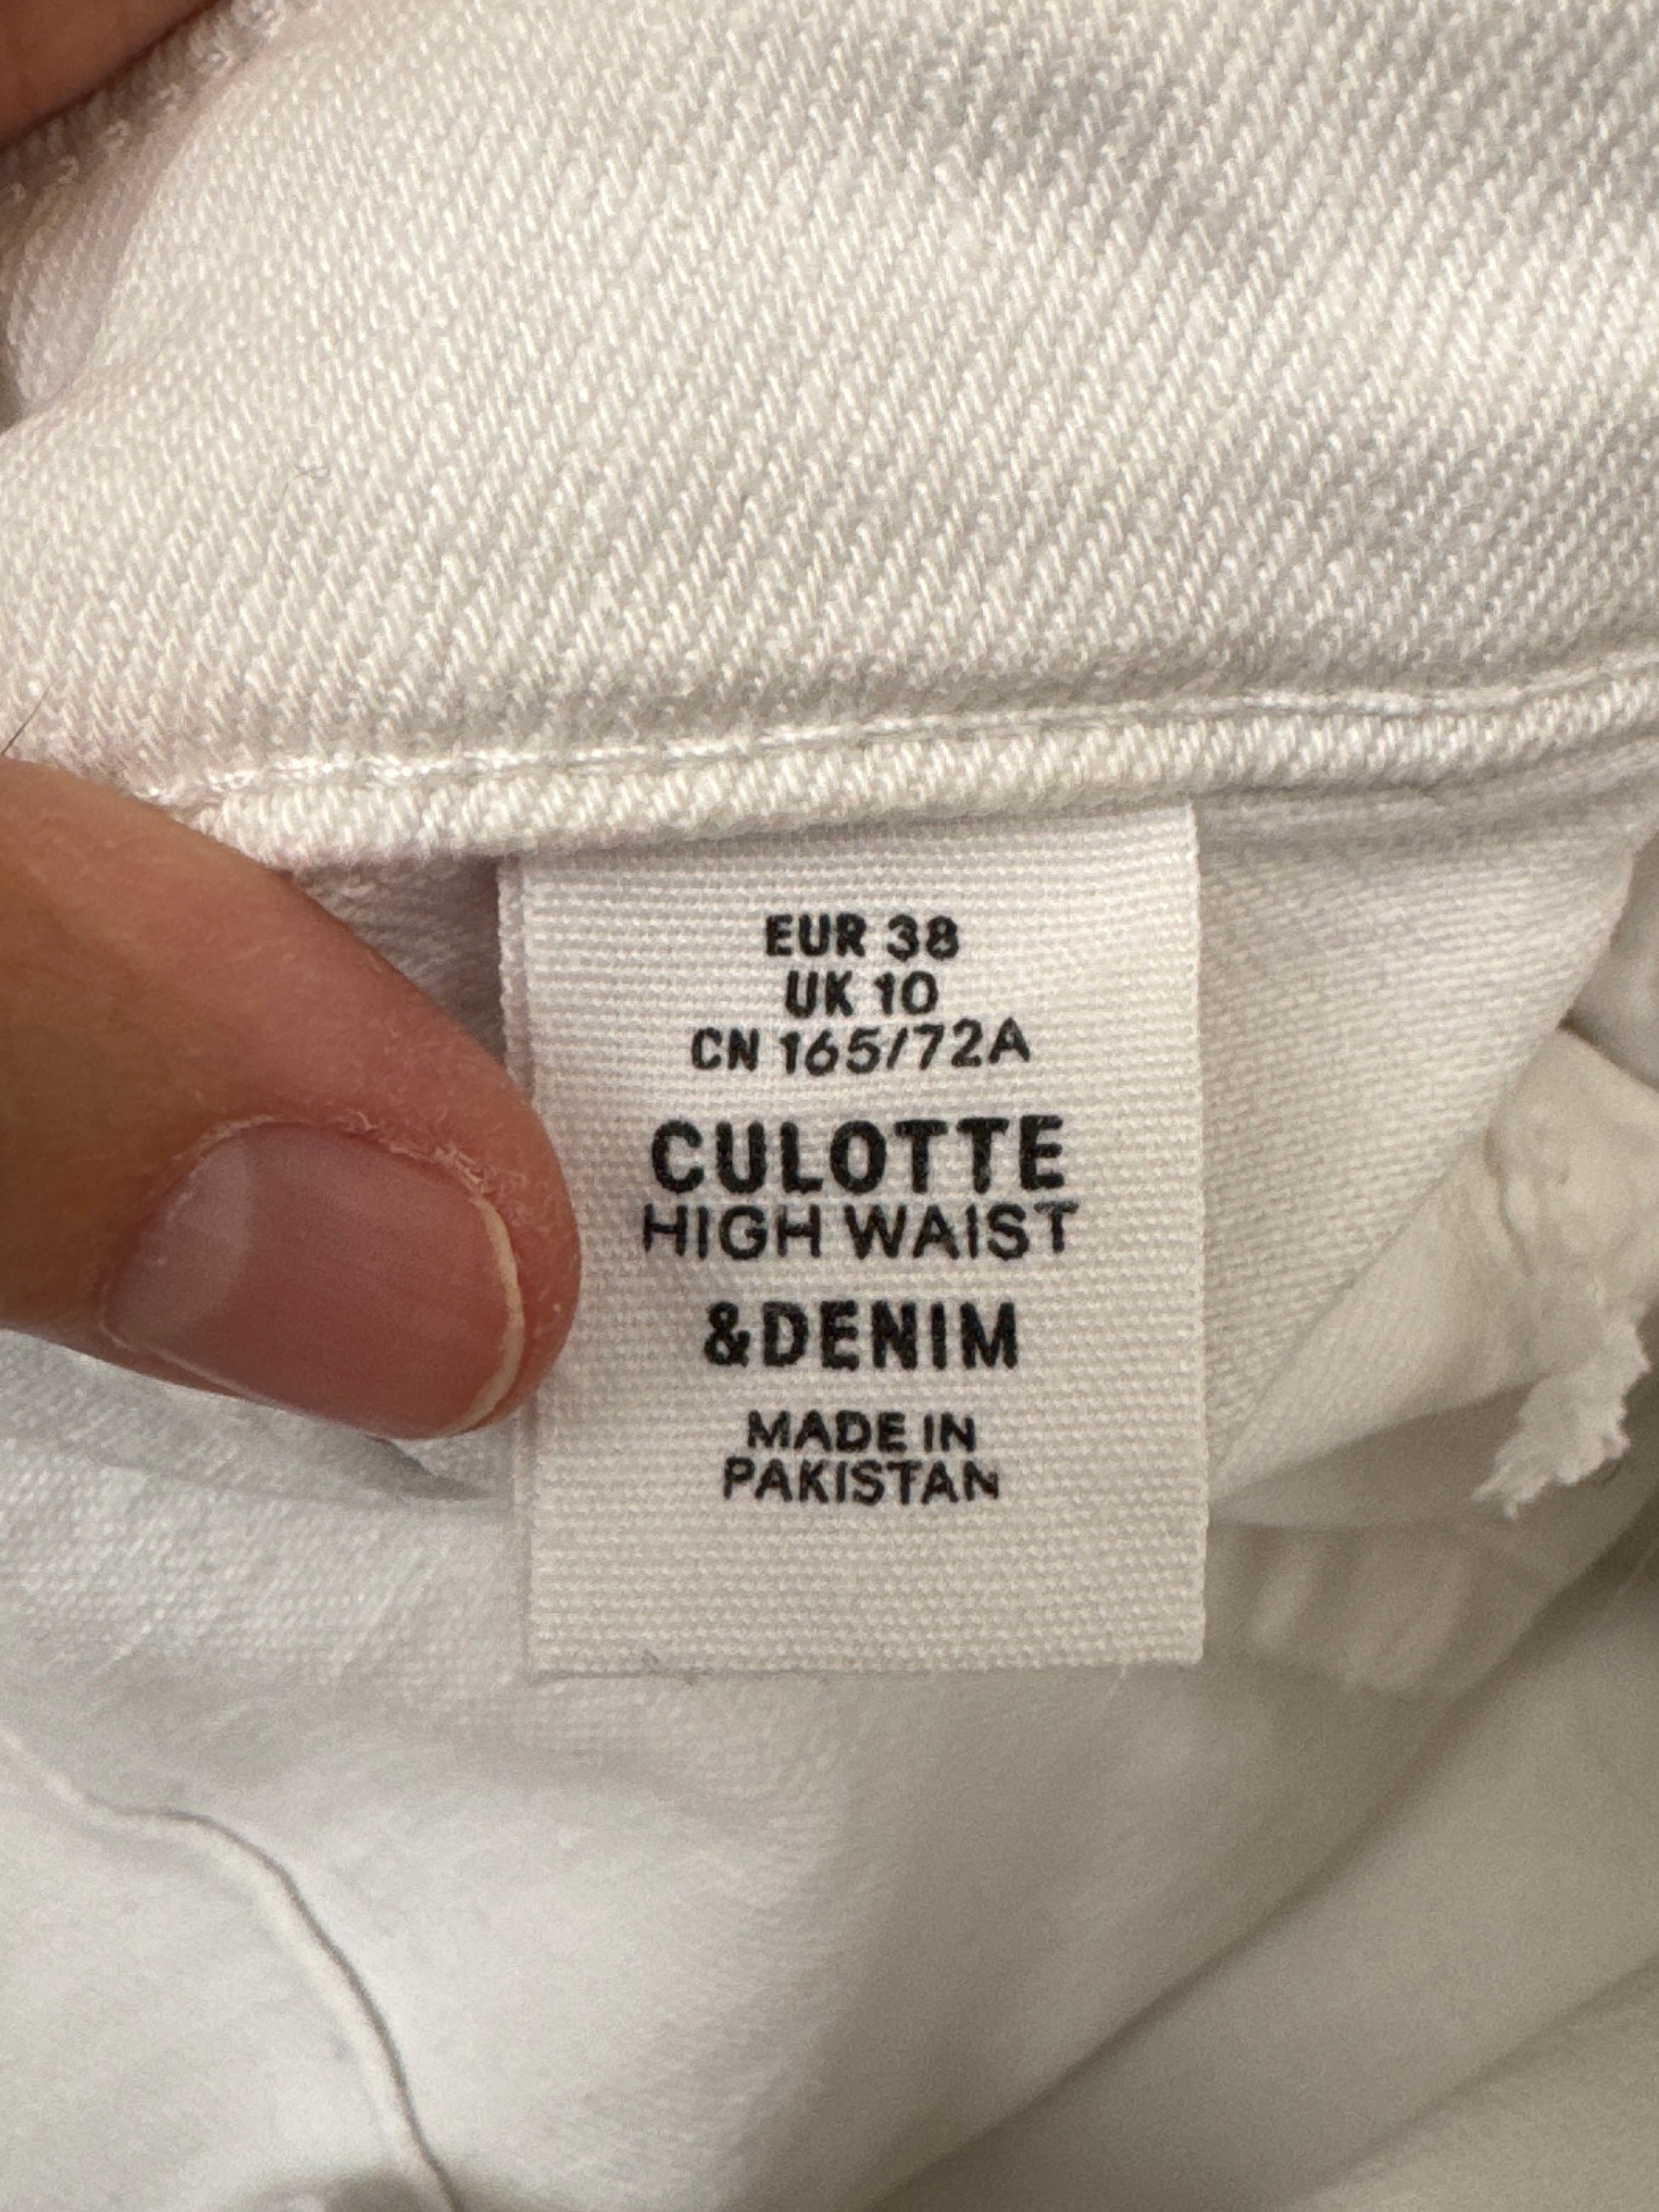 EUR 38
UK 10
CN 165/72A
CULOTTE
HIGH WAIST
&DENIM
MADE IN
PAKISTAN